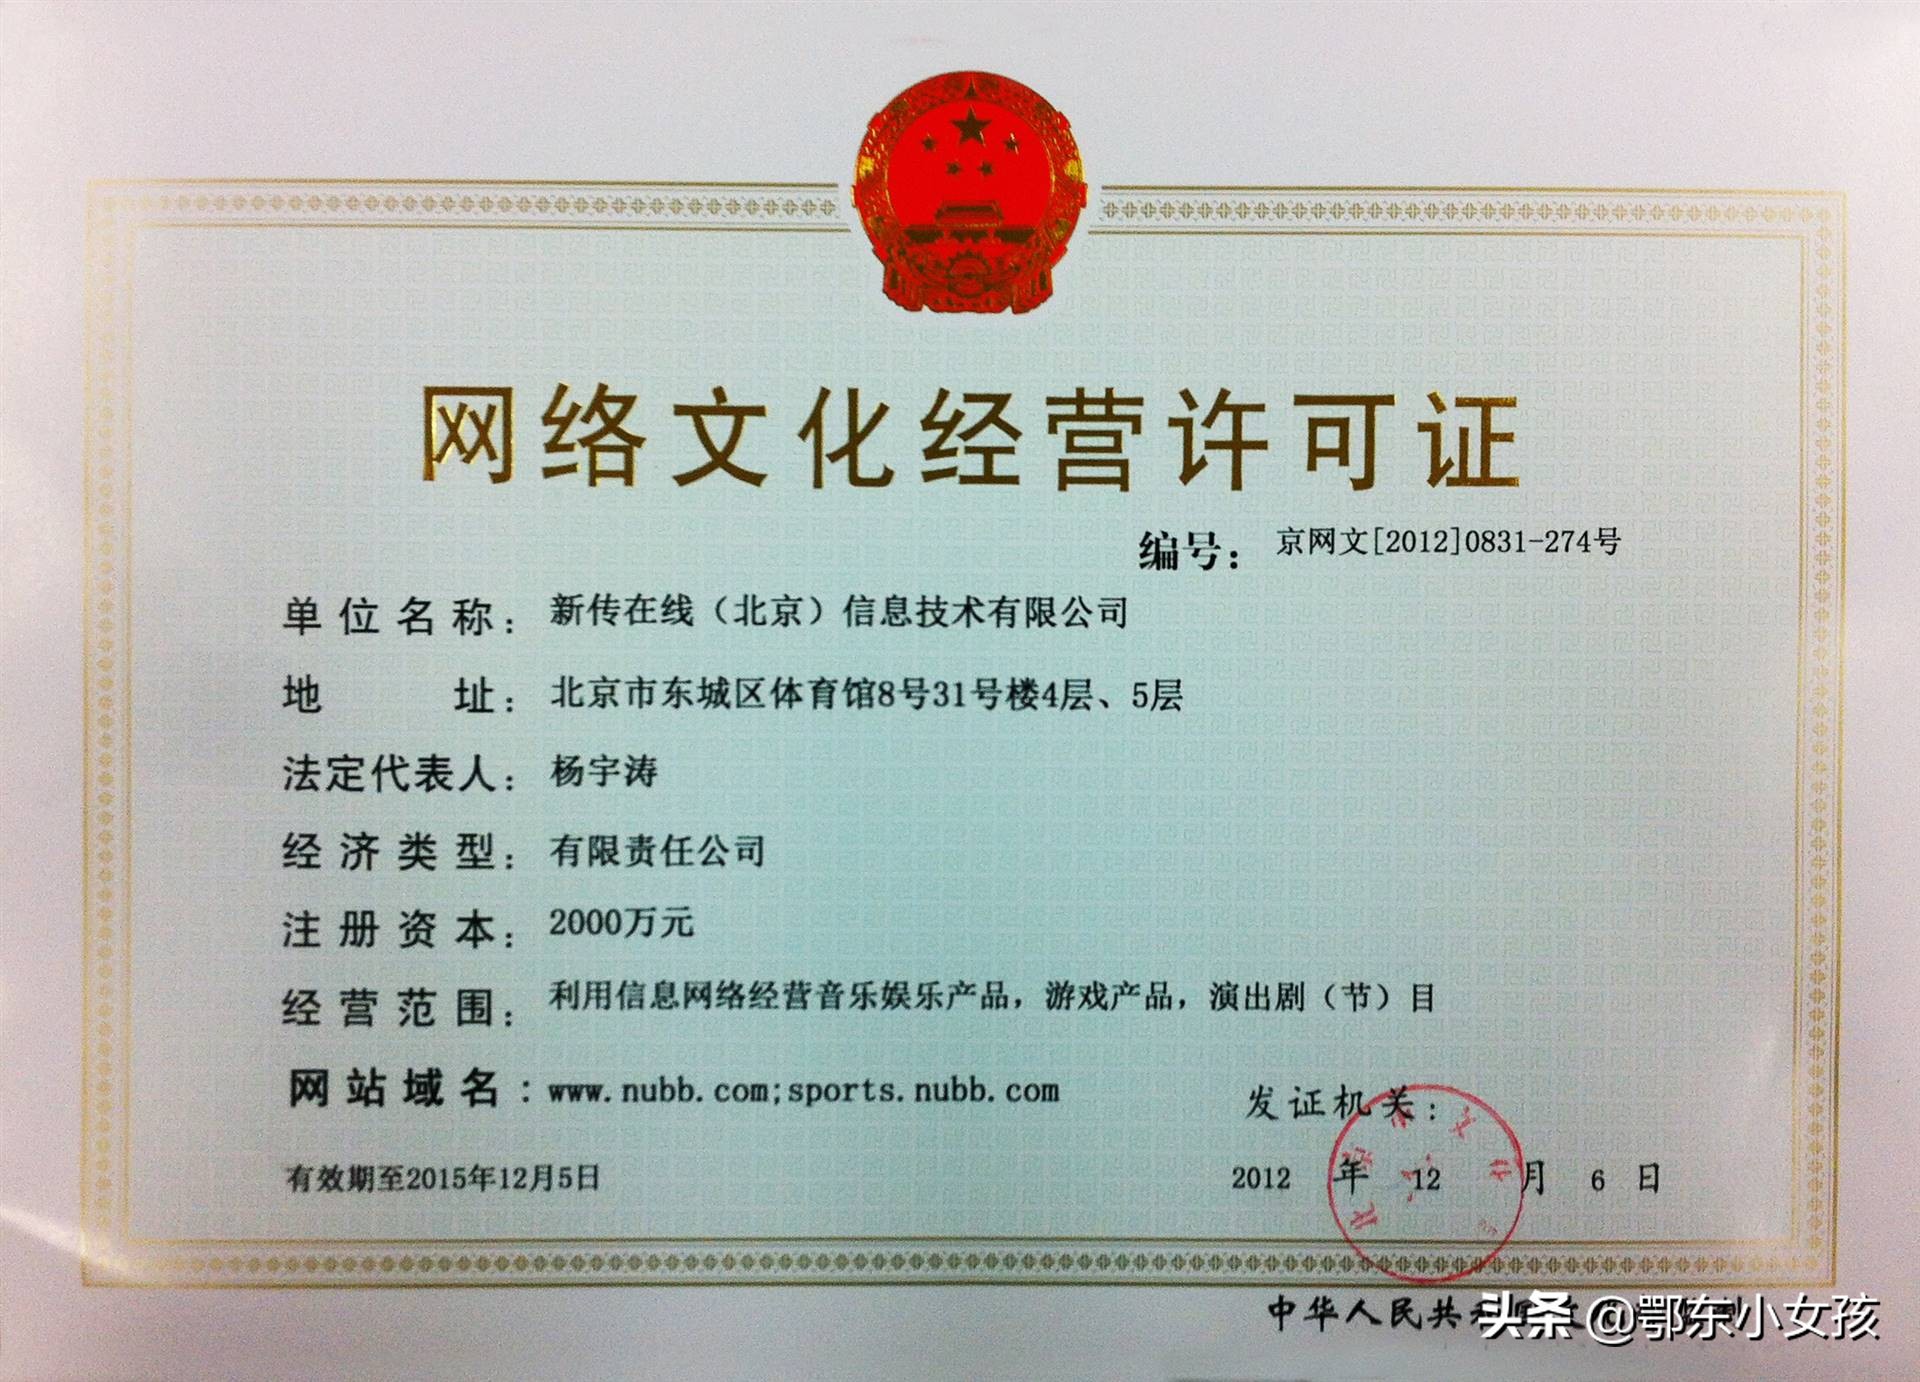 网络文化经营许可证
编号： 京网文[2012]0831-274号
单位名称： 新传在线（北京）信息技术有限公司
地址： 北京市东城区体育馆8号31号楼4层、5层
法定代表人： 杨宇涛
经济类型： 有限责任公司
注册资本： 2000万元
经营范围： 利用信息网络经营音乐娱乐产品，游戏产品，演出剧（节）目
网站域名：www.nubb.com;sports.nubb.com
发证机关：
有效期至2015年12月5日
2012 年 12 月 6 日
北京市文化
中华人民共和国文
头条 @鄂东小女孩